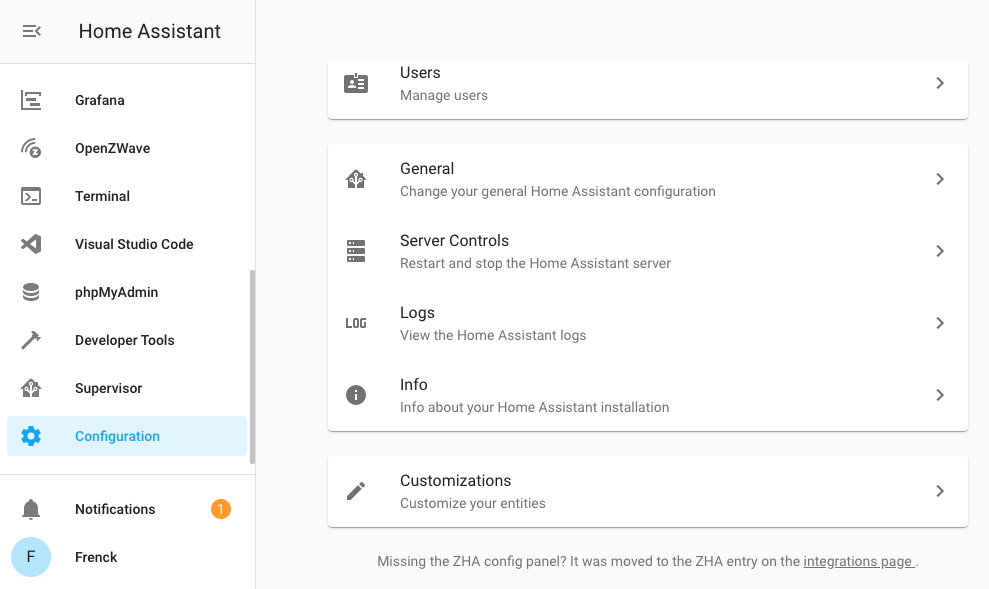 Home Assistant
Grafana
OpenZWave
Terminal
Visual Studio Code
phpMyAdmin
Developer Tools
Supervisor
Configuration
Notifications 1
F Frenck
Users
Manage users
General
Change your general Home Assistant configuration
Server Controls
Restart and stop the Home Assistant server
LOG Logs
View the Home Assistant logs
Info
Info about your Home Assistant installation
Customizations
Customize your entities
Missing the ZHA config panel? It was moved to the ZHA entry on the integrations page .